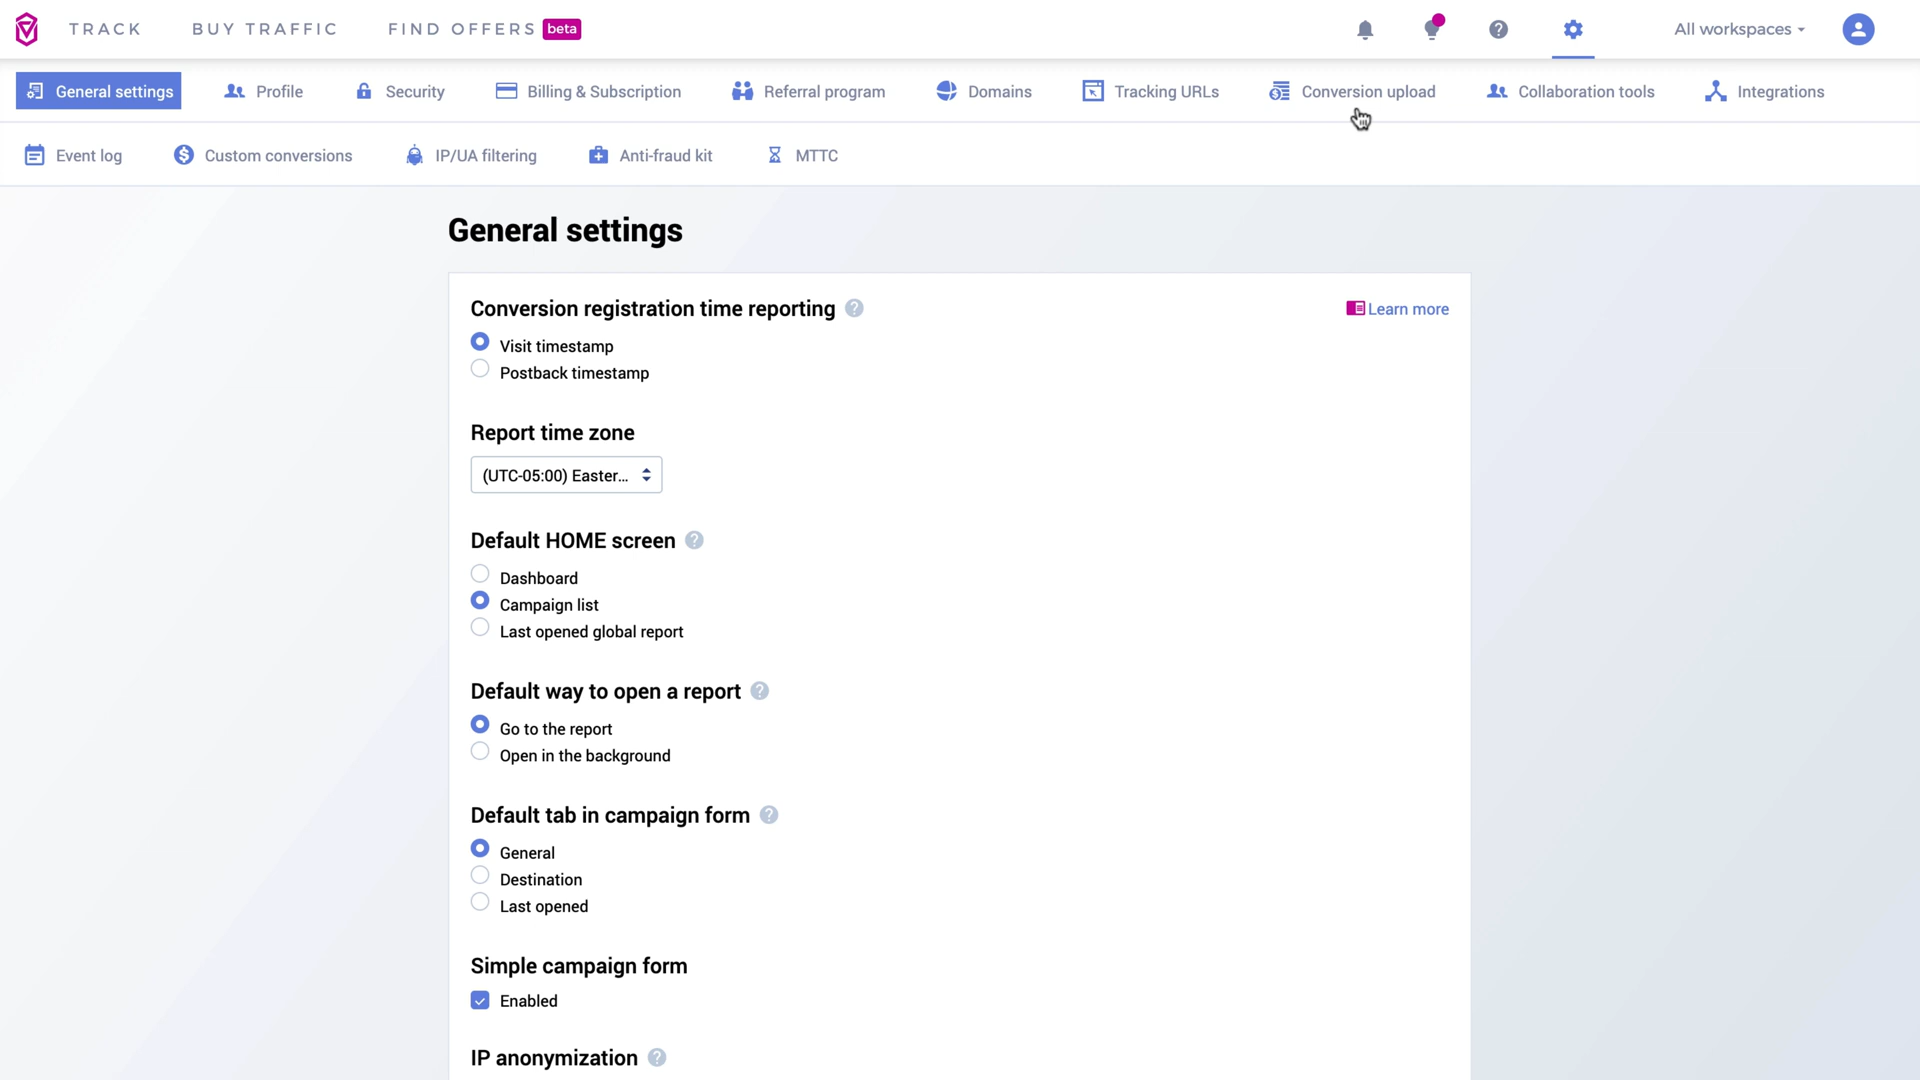 TRACK BUY TRAFFIC FIND OFFERS beta All workspaces
General settings Profile Security Billing & Subscription Referral program Domains Tracking URLs Conversion upload Collaboration tools Integrations
Event log Custom conversions IP/UA filtering Anti-fraud kit MTTC
General settings
Conversion registration time reporting ? Learn more
Visit timestamp
Postback timestamp
Report time zone
(UTC-05:00) Easter...
Default HOME screen ?
Dashboard
Campaign list
Last opened global report
Default way to open a report ?
Go to the report
Open in the background
Default tab in campaign form ?
General
Destination
Last opened
Simple campaign form
Enabled
IP anonymization ?